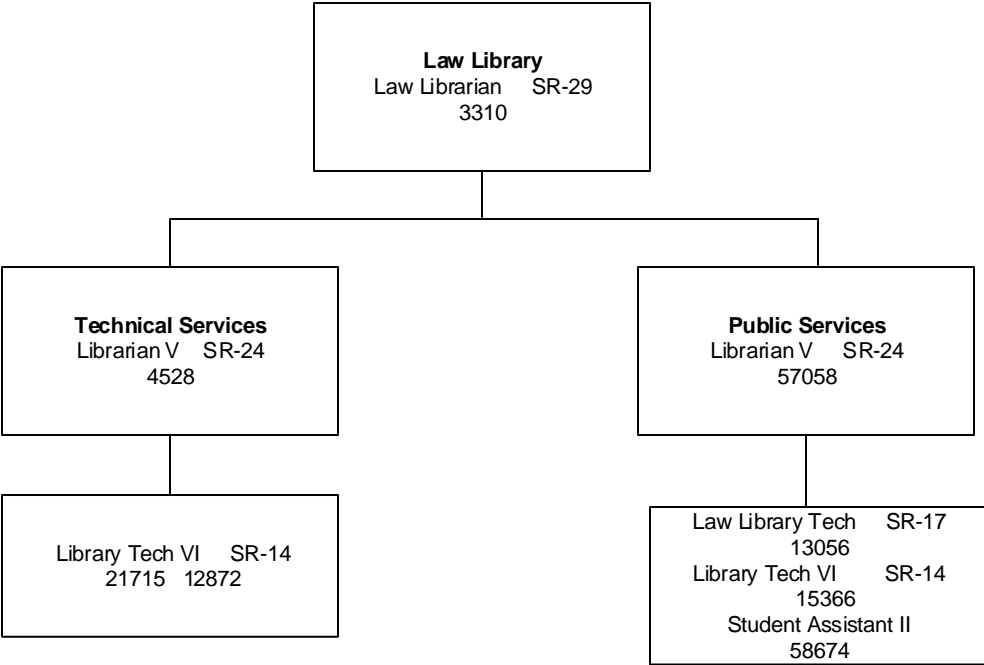 Law Library
Law Librarian SR-29
3310
Technical Services
Librarian V SR-24
4528
Public Services
Librarian V SR-24
57058
Library Tech VI SR-14
21715 12872
Law Library Tech SR-17
13056
Library Tech VI SR-14
15366
Student Assistant II
58674